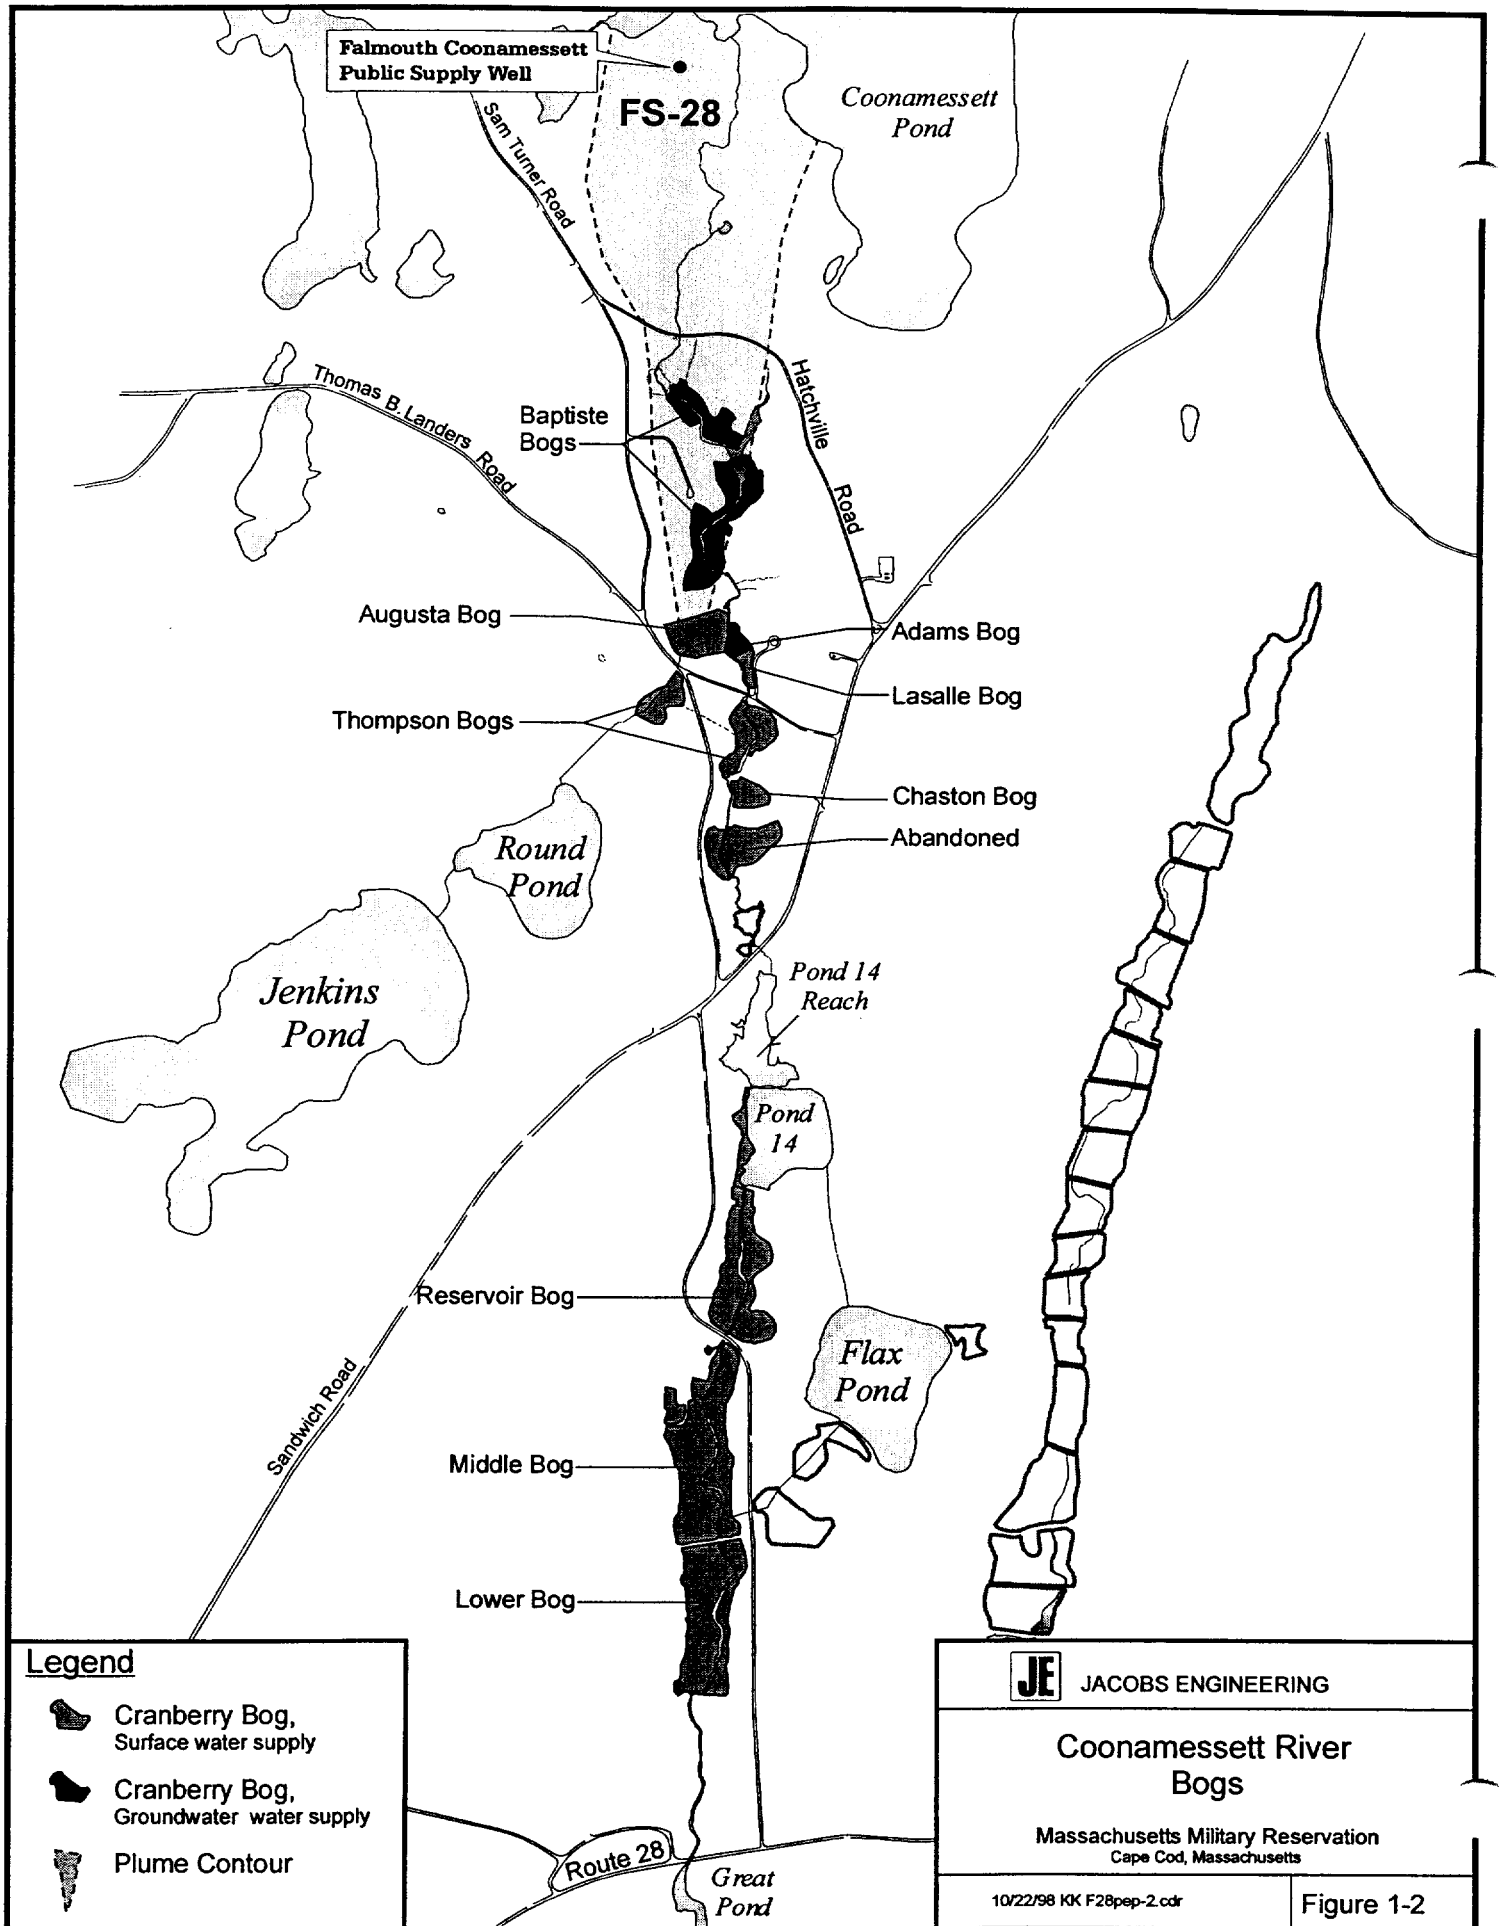 Falmouth Coonamessett
Public Supply Well
FS-28
Coonamessett
Pond
Sam Turner Road
Thomas B. Landers Road
Hatchville Road
Baptiste
Bogs
Augusta Bog
Adams Bog
Lasalle Bog
Thompson Bogs
Chaston Bog
Abandoned
Round
Pond
Jenkins
Pond
Pond 14
Reach
Pond
14
Reservoir Bog
Flax
Pond
Sandwich Road
Middle Bog
Lower Bog
Legend
Cranberry Bog,
Surface water supply
Cranberry Bog,
Groundwater water supply
Plume Contour
Route 28
Great
Pond
JE JACOBS ENGINEERING
Coonamessett River
Bogs
Massachusetts Military Reservation
Cape Cod, Massachusetts
10/22/98 KK F28pep-2.cdr
Figure 1-2